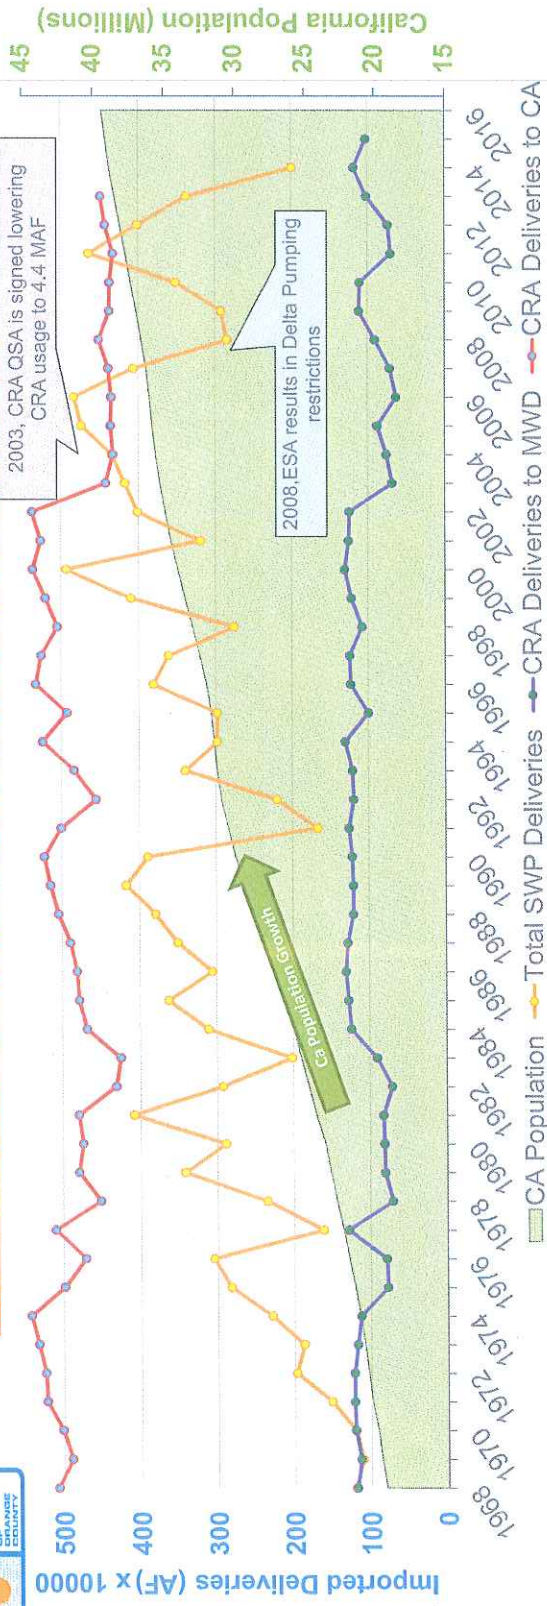 OF
ORANGE
COUNTY
Imported Deliveries (AF) x 10000
500
400
300
200
100
0
2003, CRA QSA is signed lowering
CRA usage to 4.4 MAF
2008,ESA results in Delta Pumping
restrictions
Ca Population Growth
45
40
35
30
25
20
15
California Population (Millions)
1968 1970 1972 1974 1976 1978 1980 1982 1984 1986 1988 1990 1992 1994 1996 1998 2000 2002 2004 2006 2008 2010 2012 2014 2016
CA Population Total SWP Deliveries CRA Deliveries to MWD CRA Deliveries to CA